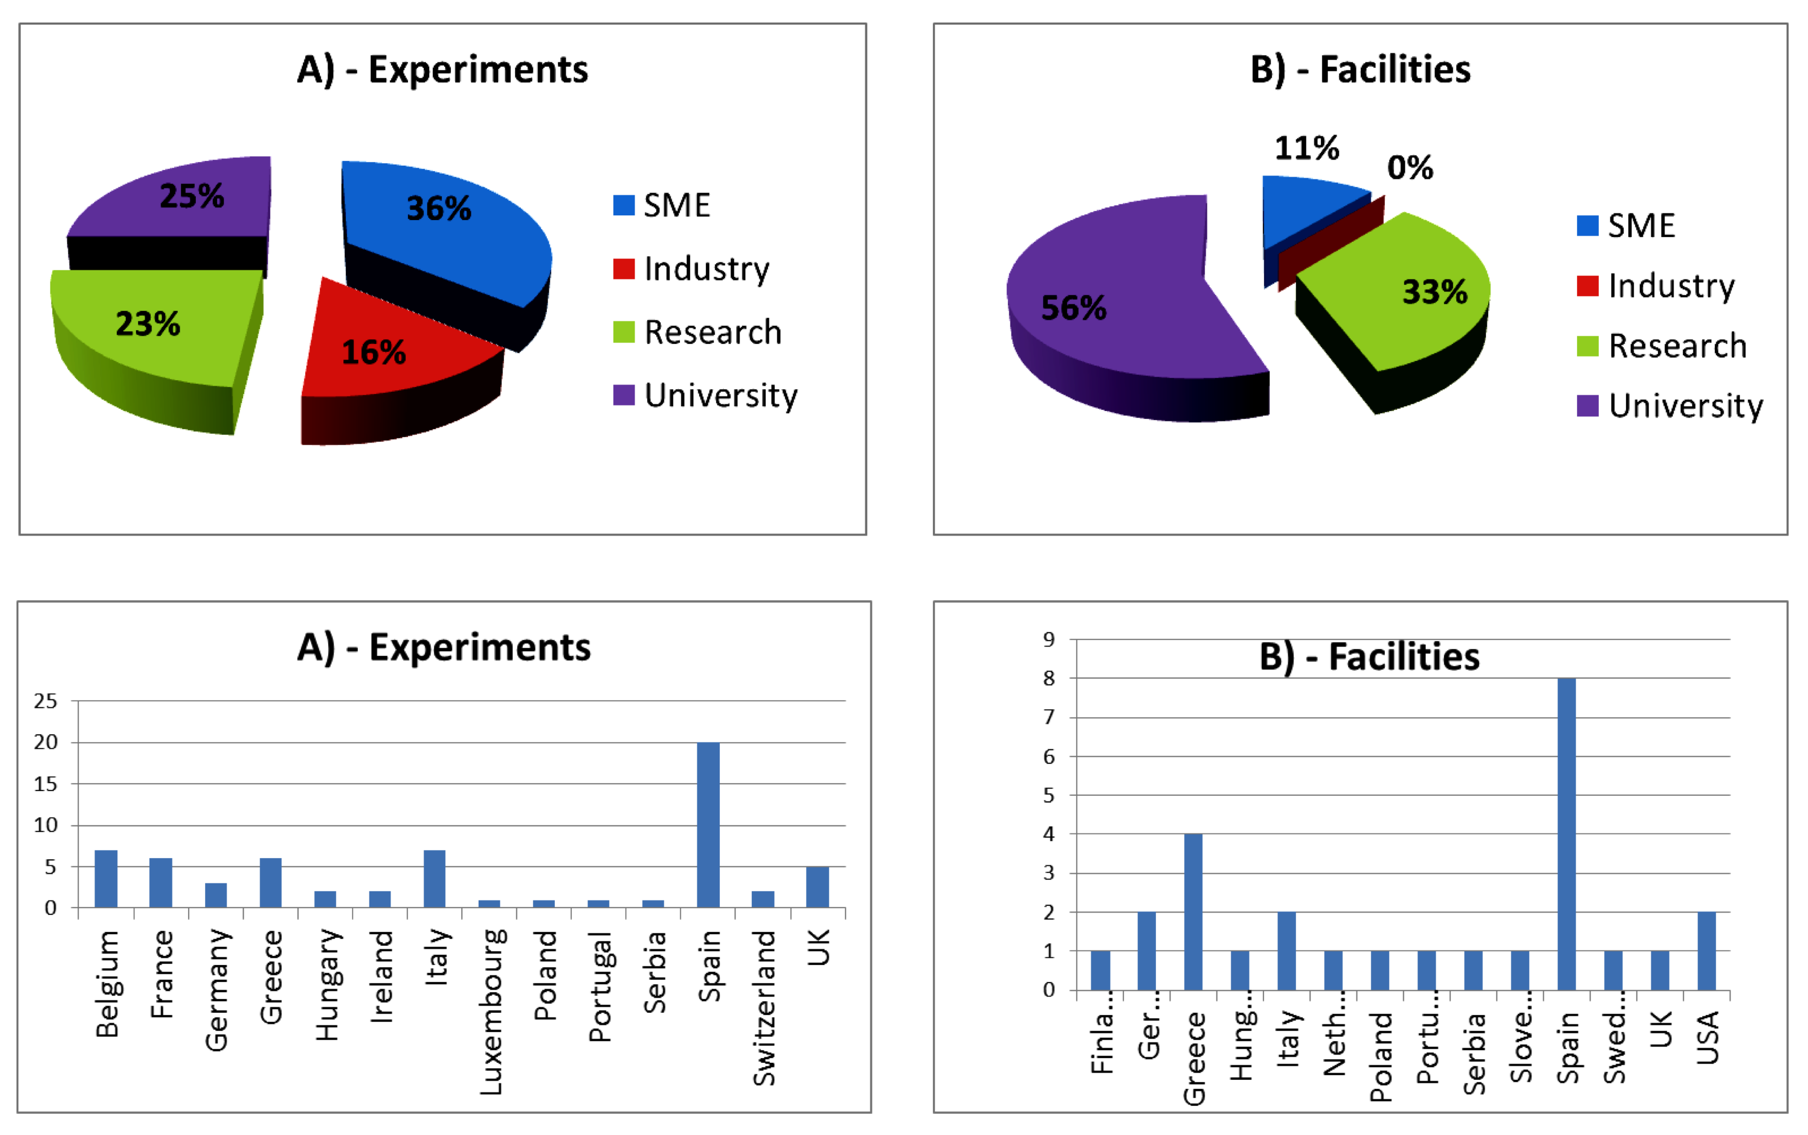 A) - Experiments
25%
36%
23%
16%
SME
Industry
Research
University
B) - Facilities
11%
0%
56%
33%
SME
Industry
Research
University
A) - Experiments
25
20
15
10
5
0
Belgium
France
Germany
Greece
Hungary
Ireland
Italy
Luxembourg
Poland
Portugal
Serbia
Spain
Switzerland
UK
B) - Facilities
9
8
7
6
5
4
3
2
1
0
Finla...
Ger...
Greece
Hung...
Italy
Neth...
Poland
Portu...
Serbia
Slove...
Spain
Swed...
UK
USA